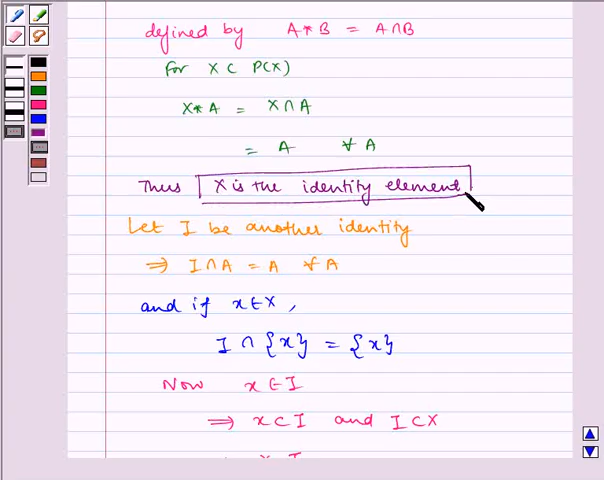 defined by A * B = A ∩ B
for X ⊂ P(X)
X * A = X ∩ A
= A ∀ A
Thus X is the identity element
Let I be another identity
⇒ I ∩ A = A ∀ A
and if x ∈ X,
I ∩ {x} = {x}
Now x ∈ I
⇒ x ⊂ I and I ⊂ X